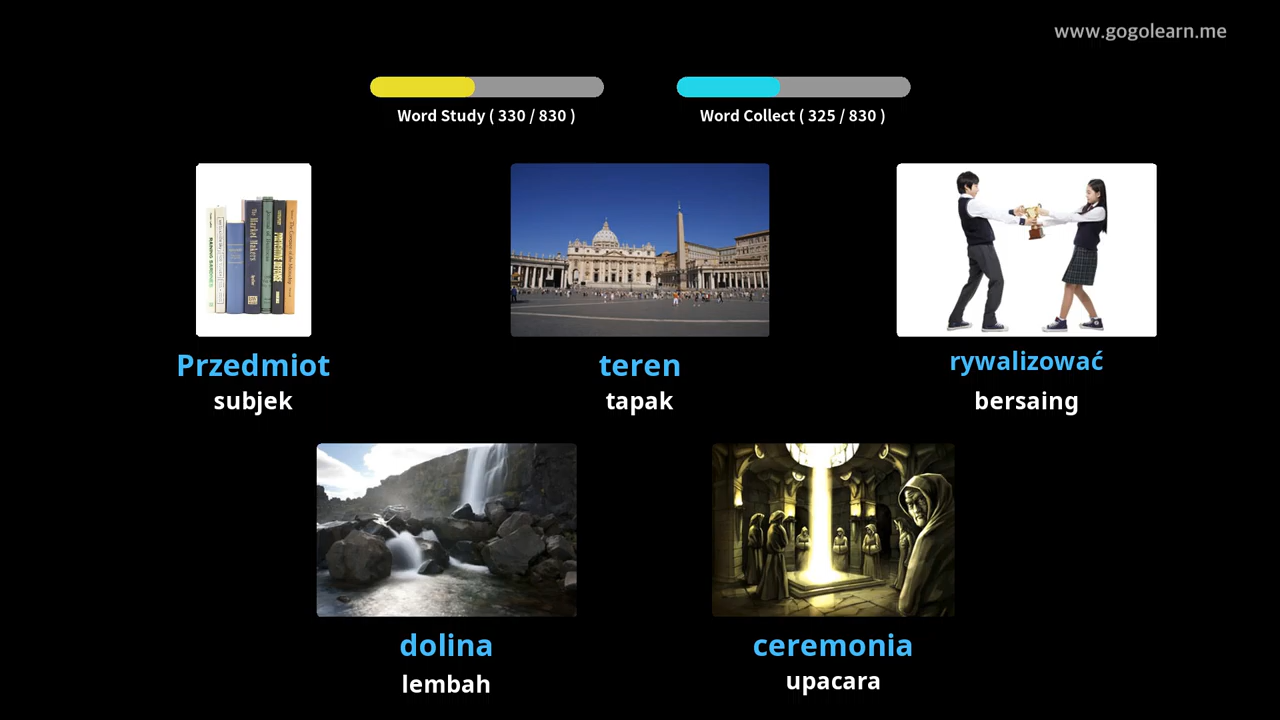 www.gogolearn.me
Word Study ( 330 / 830 )
Word Collect ( 325 / 830 )
Przedmiot
subjek
teren
tapak
rywalizować
bersaing
dolina
lembah
ceremonia
upacara